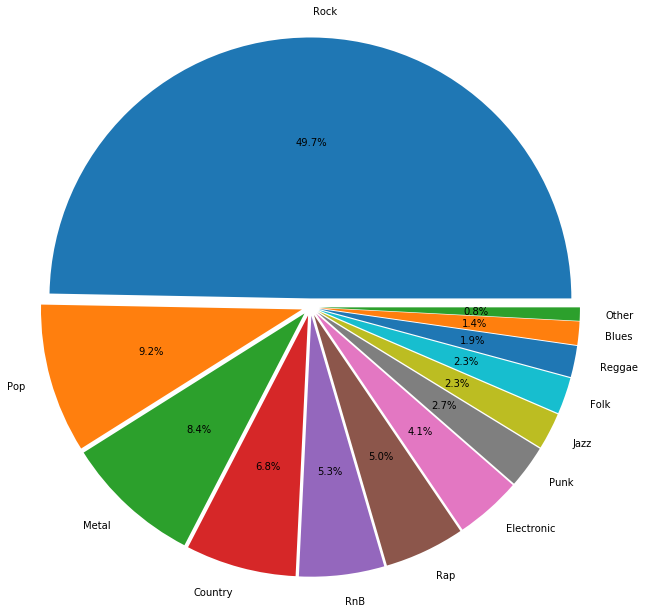 Rock
49.7%
0.8%
Other
1.4%
Blues
1.9%
Reggae
2.3%
Folk
2.3%
Jazz
2.7%
Punk
4.1%
Electronic
5.0%
Rap
5.3%
RnB
6.8%
Country
8.4%
Metal
9.2%
Pop